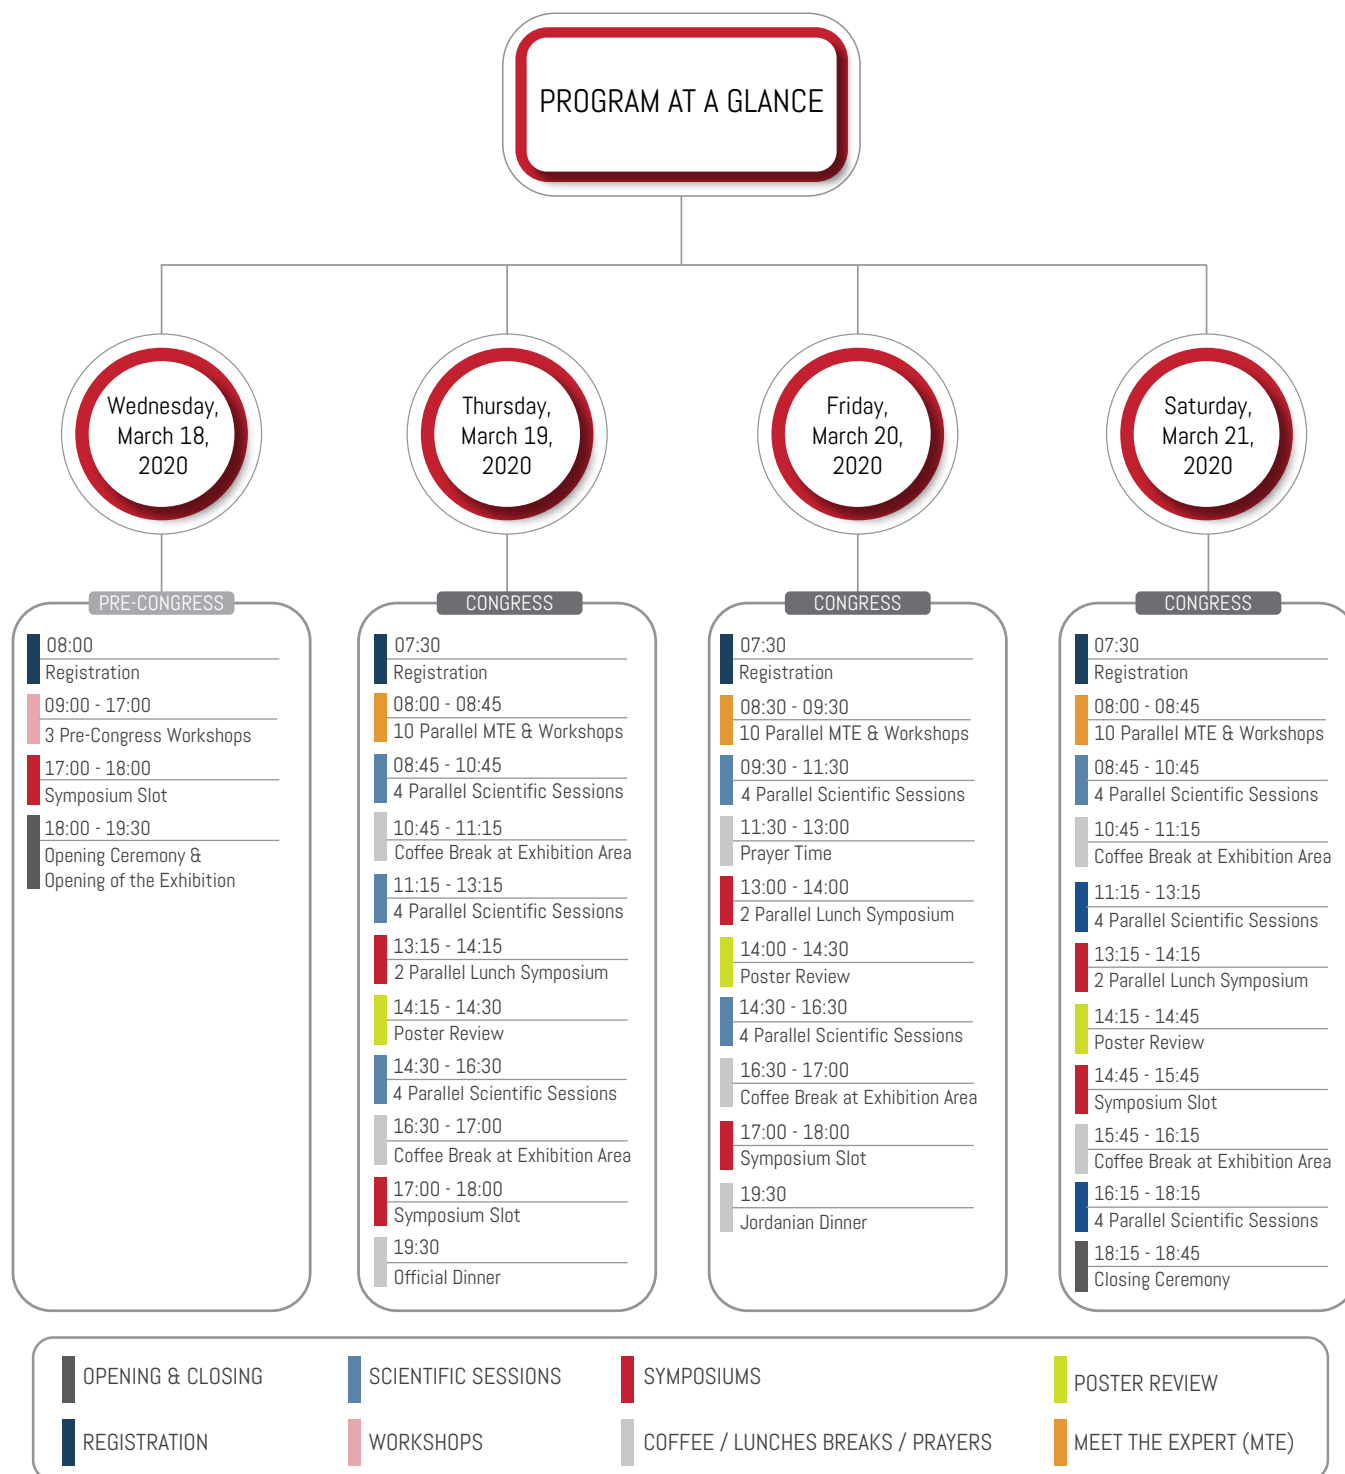 PROGRAM AT A GLANCE
Wednesday,
March 18,
2020
Thursday,
March 19,
2020
Friday,
March 20,
2020
Saturday,
March 21,
2020
PRE-CONGRESS
08:00
Registration
09:00 - 17:00
3 Pre-Congress Workshops
17:00 - 18:00
Symposium Slot
18:00 - 19:30
Opening Ceremony &
Opening of the Exhibition
CONGRESS
07:30
Registration
08:00 - 08:45
10 Parallel MTE & Workshops
08:45 - 10:45
4 Parallel Scientific Sessions
10:45 - 11:15
Coffee Break at Exhibition Area
11:15 - 13:15
4 Parallel Scientific Sessions
13:15 - 14:15
2 Parallel Lunch Symposium
14:15 - 14:30
Poster Review
14:30 - 16:30
4 Parallel Scientific Sessions
16:30 - 17:00
Coffee Break at Exhibition Area
17:00 - 18:00
Symposium Slot
19:30
Official Dinner
CONGRESS
07:30
Registration
08:30 - 09:30
10 Parallel MTE & Workshops
09:30 - 11:30
4 Parallel Scientific Sessions
11:30 - 13:00
Prayer Time
13:00 - 14:00
2 Parallel Lunch Symposium
14:00 - 14:30
Poster Review
14:30 - 16:30
4 Parallel Scientific Sessions
16:30 - 17:00
Coffee Break at Exhibition Area
17:00 - 18:00
Symposium Slot
19:30
Jordanian Dinner
CONGRESS
07:30
Registration
08:00 - 08:45
10 Parallel MTE & Workshops
08:45 - 10:45
4 Parallel Scientific Sessions
10:45 - 11:15
Coffee Break at Exhibition Area
11:15 - 13:15
4 Parallel Scientific Sessions
13:15 - 14:15
2 Parallel Lunch Symposium
14:15 - 14:45
Poster Review
14:45 - 15:45
Symposium Slot
15:45 - 16:15
Coffee Break at Exhibition Area
16:15 - 18:15
4 Parallel Scientific Sessions
18:15 - 18:45
Closing Ceremony
OPENING & CLOSING
SCIENTIFIC SESSIONS
SYMPOSIUMS
POSTER REVIEW
REGISTRATION
WORKSHOPS
COFFEE / LUNCHES BREAKS / PRAYERS
MEET THE EXPERT (MTE)